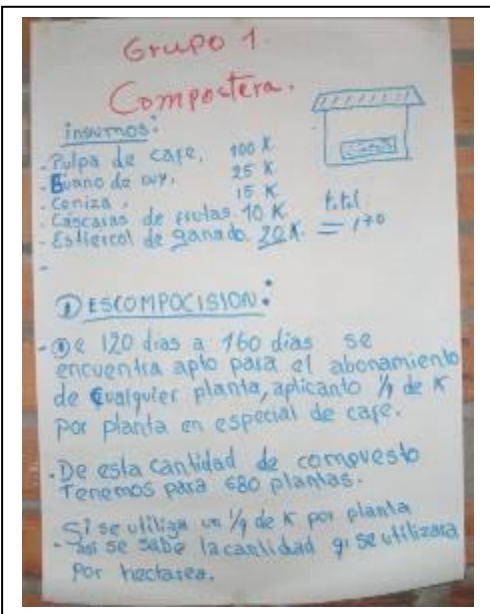 Grupo 1.
Compostera.
insumos:
- Pulpa de cafe, 100 K
- Guano de cuy, 25 K
- Ceniza, 15 K
- Cascaras de frutas 10 K
- Estiercol de ganado. 20 K. total = 170
-
DESCOMPOCISION:
- De 120 dias a 160 dias se
encuentra apto para el abonamiento
de cualquier planta, aplicanto 1/4 de K
por planta en especial de cafe.
- De esta cantidad de compuesto
Tenemos para 680 plantas.
Si se utiliza un 1/4 de K por planta
- asi se sabe la cantidad q' se utilizara
Por hectarea.